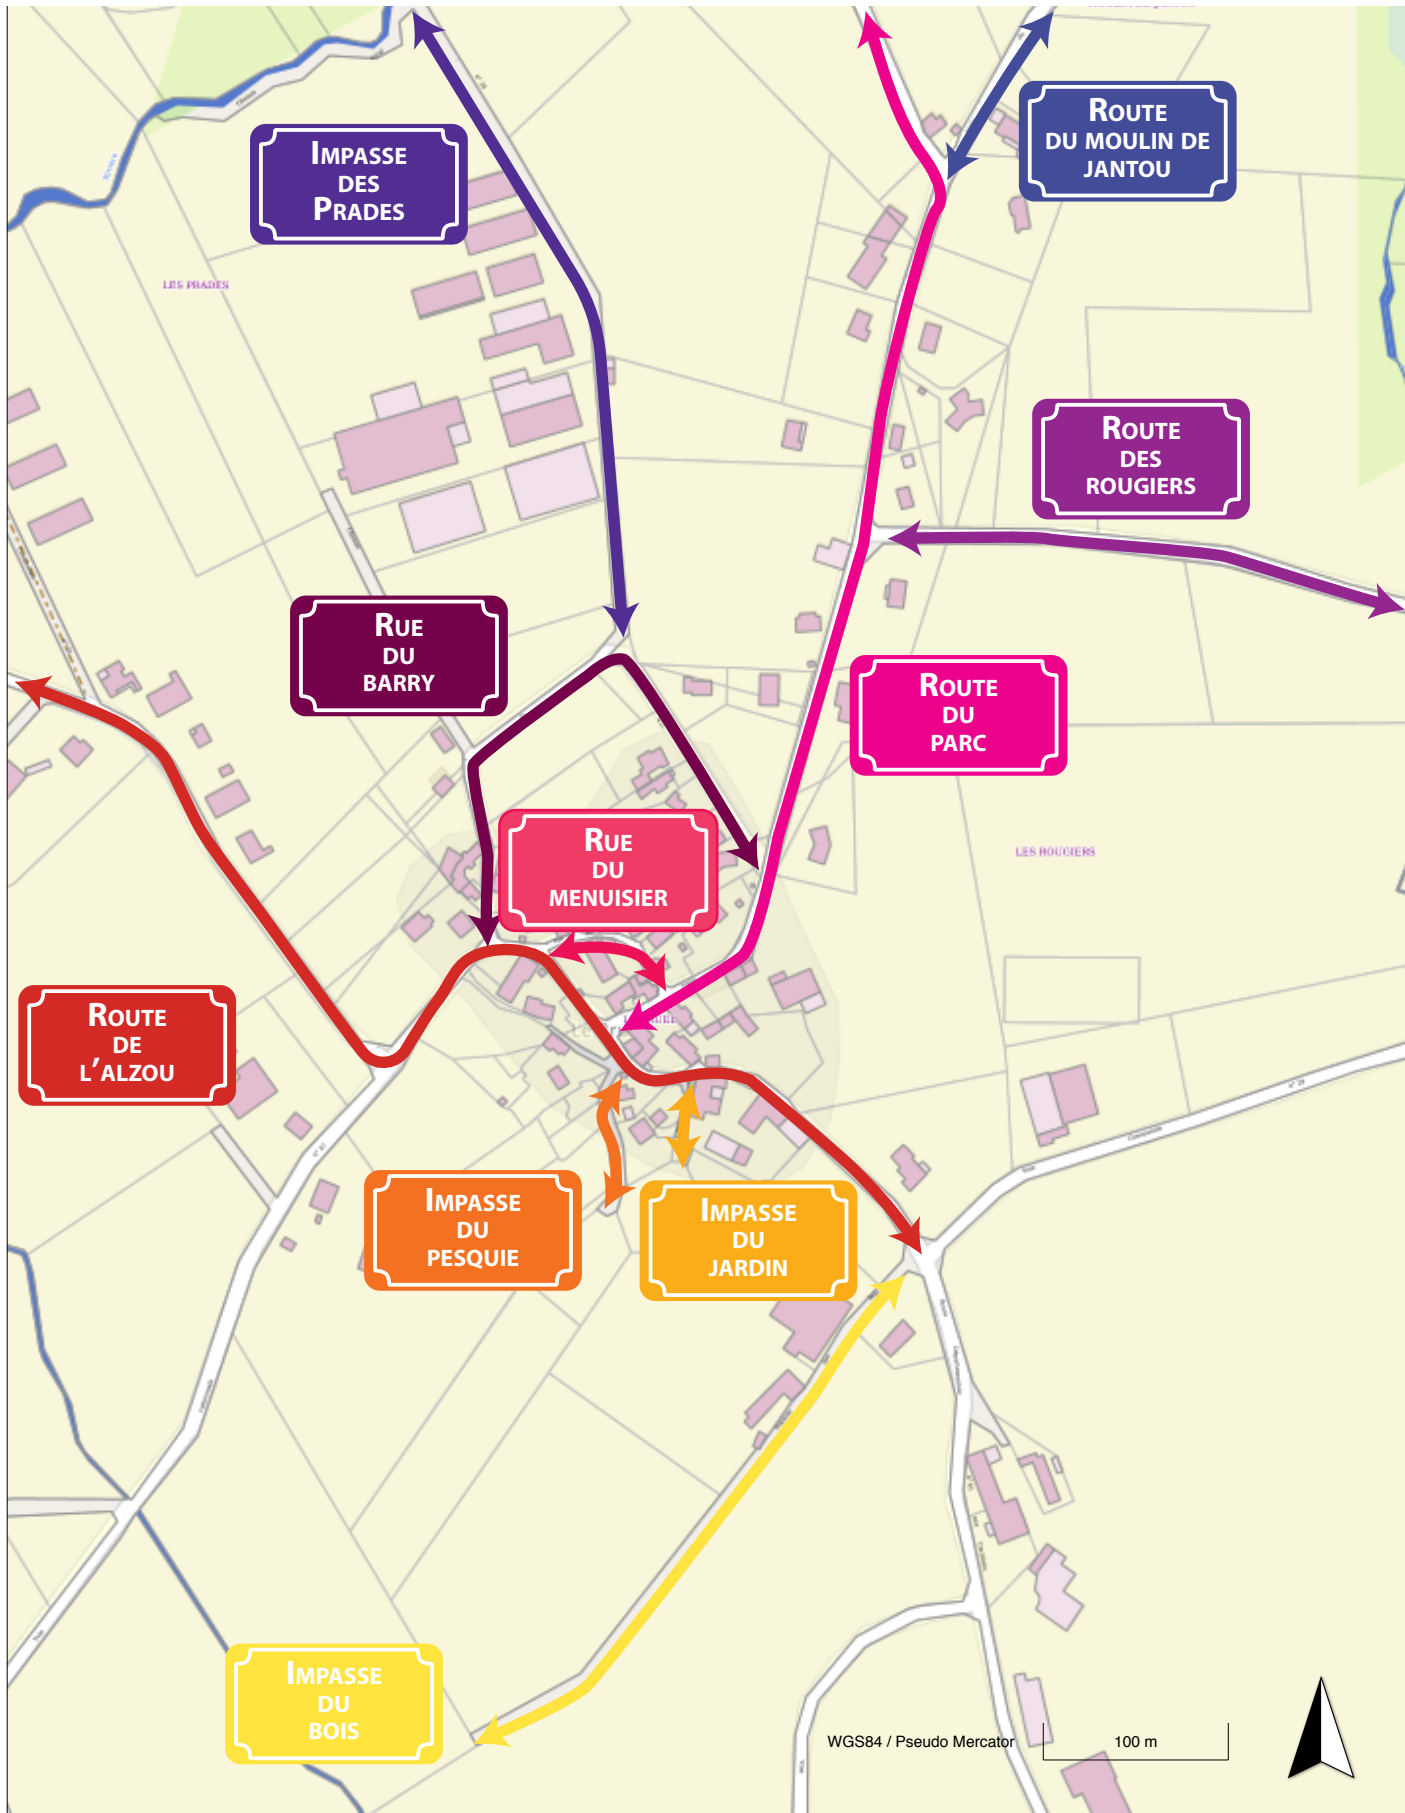 IMPASSE
DES
PRADES
ROUTE
DU MOULIN DE
JANTOU
LES PRADES
ROUTE
DES
ROUGIERS
RUE
DU
BARRY
ROUTE
DU
PARC
RUE
DU
MENUISIER
LES ROUGIERS
ROUTE
DE
L'ALZOU
IMPASSE
DU
PESQUIE
IMPASSE
DU
JARDIN
IMPASSE
DU
BOIS
WGS84 / Pseudo Mercator
100 m